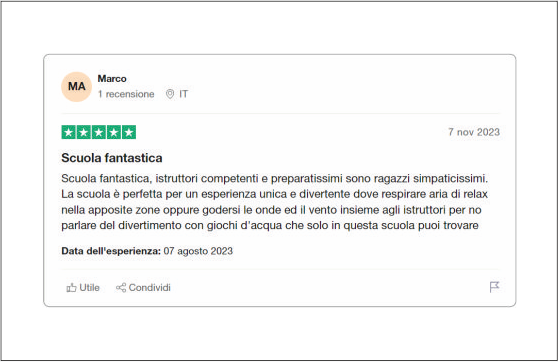 MA
Marco
1 recensione IT
7 nov 2023
Scuola fantastica
Scuola fantastica, istruttori competenti e preparatissimi sono ragazzi simpaticissimi.
La scuola è perfetta per un esperienza unica e divertente dove respirare aria di relax
nella apposite zone oppure godersi le onde ed il vento insieme agli istruttori per no
parlare del divertimento con giochi d'acqua che solo in questa scuola puoi trovare
Data dell'esperienza: 07 agosto 2023
Utile Condividi